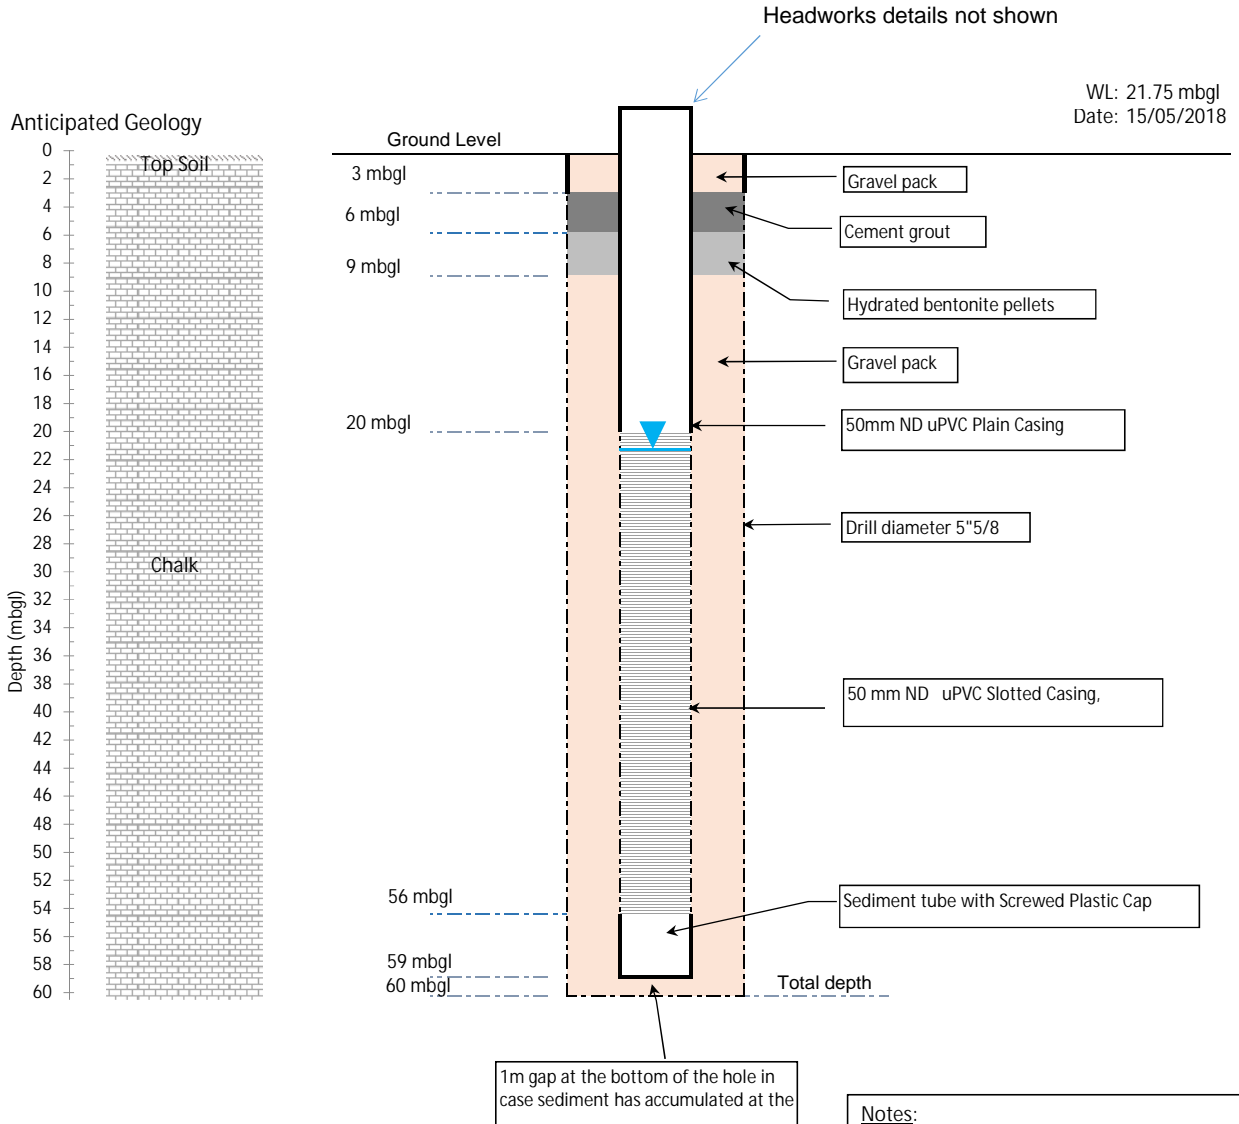 Headworks details not shown
WL: 21.75 mbgl
Date: 15/05/2018
Anticipated Geology
Ground Level
0
2
4
6
8
10
12
14
16
18
20
22
24
26
28
30
32
34
36
38
40
42
44
46
48
50
52
54
56
58
60
Depth (mbgl)
Top Soil
Chalk
3 mbgl
6 mbgl
9 mbgl
20 mbgl
56 mbgl
59 mbgl
60 mbgl
Gravel pack
Cement grout
Hydrated bentonite pellets
Gravel pack
50mm ND uPVC Plain Casing
Drill diameter 5"5/8
50 mm ND uPVC Slotted Casing,
Sediment tube with Screwed Plastic Cap
Total depth
1m gap at the bottom of the hole in
case sediment has accumulated at the
Notes: